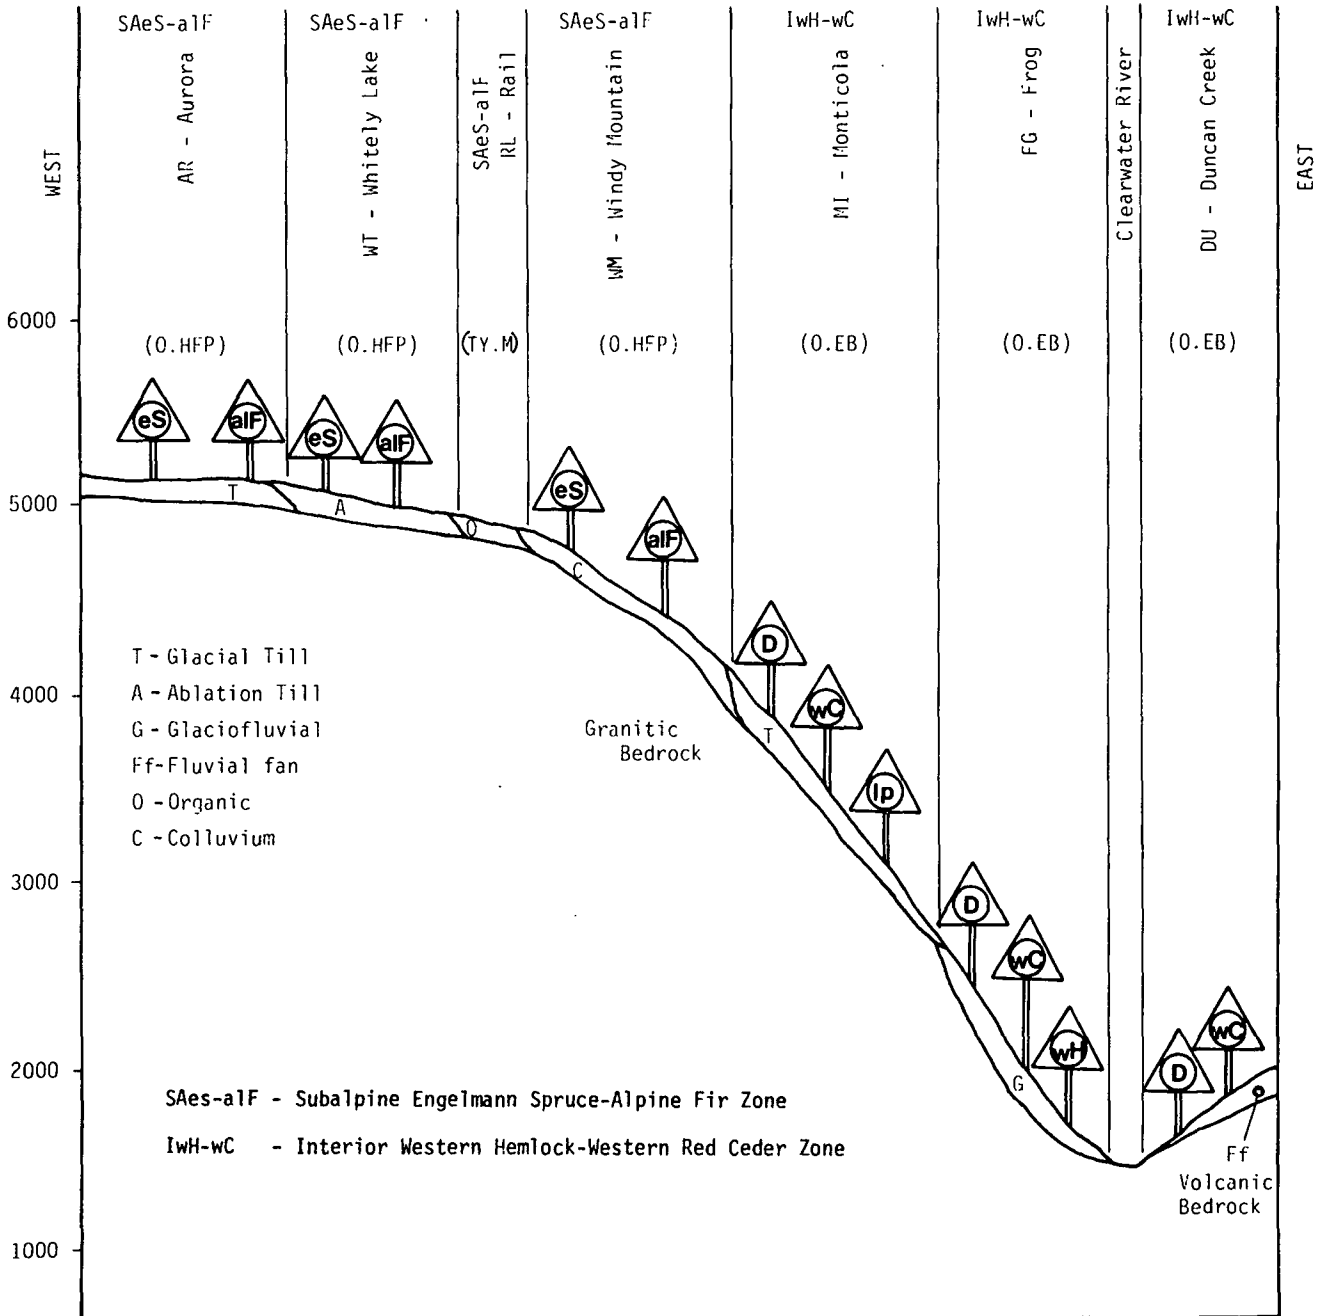 SAeS-alF
SAeS-alF
SAeS-alF
SAeS-alF
IwH-wC
IwH-wC
IwH-wC
WEST
AR - Aurora
WT - Whitely Lake
RL - Rail
WM - Windy Mountain
MI - Monticola
FG - Frog
Clearwater River
DU - Duncan Creek
EAST
6000
(O.HFP)
(O.HFP)
(TY.M)
(O.HFP)
(O.EB)
(O.EB)
(O.EB)
eS
alF
eS
alF
eS
alF
5000
T
A
O
C
D
wC
lp
T
T - Glacial Till
A - Ablation Till
G - Glaciofluvial
Ff-Fluvial fan
O - Organic
C - Colluvium
4000
Granitic
Bedrock
3000
D
wC
wH
G
D
wC
2000
SAes-alF - Subalpine Engelmann Spruce-Alpine Fir Zone
IwH-wC - Interior Western Hemlock-Western Red Ceder Zone
Ff
Volcanic
Bedrock
1000